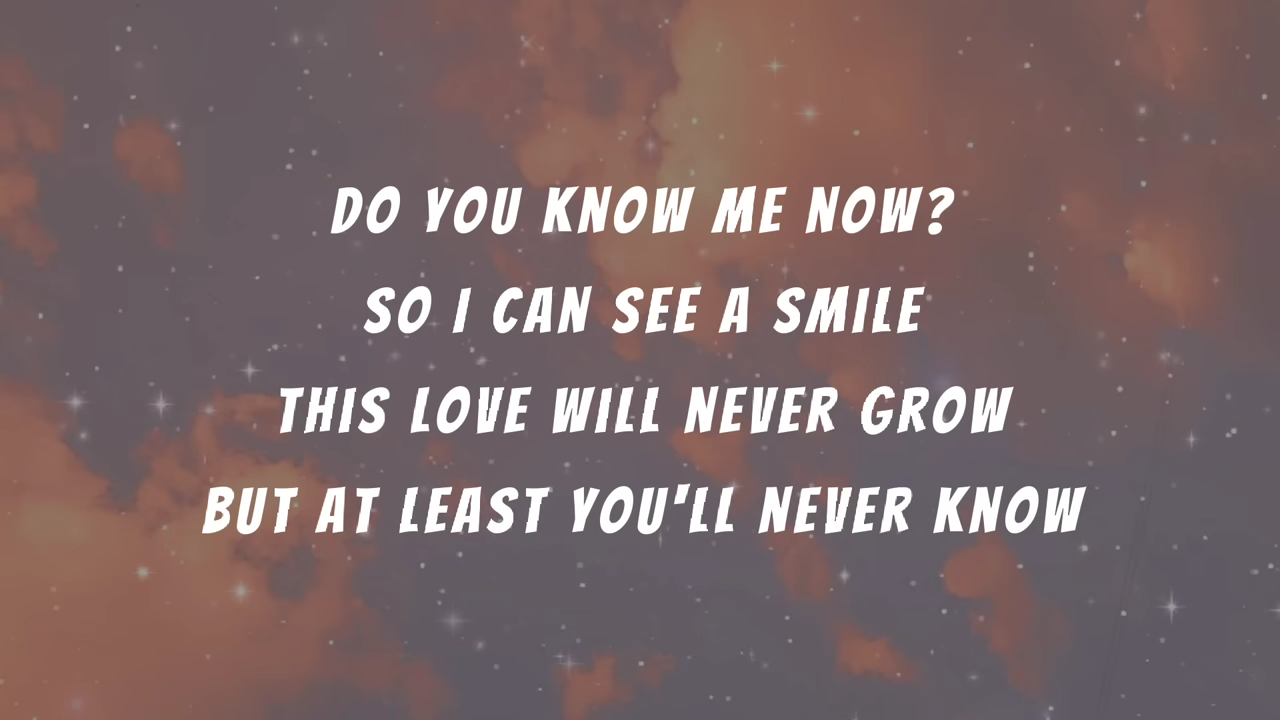 DO YOU KNOW ME NOW?
SO I CAN SEE A SMILE
THIS LOVE WILL NEVER GROW
BUT AT LEAST YOU'LL NEVER KNOW